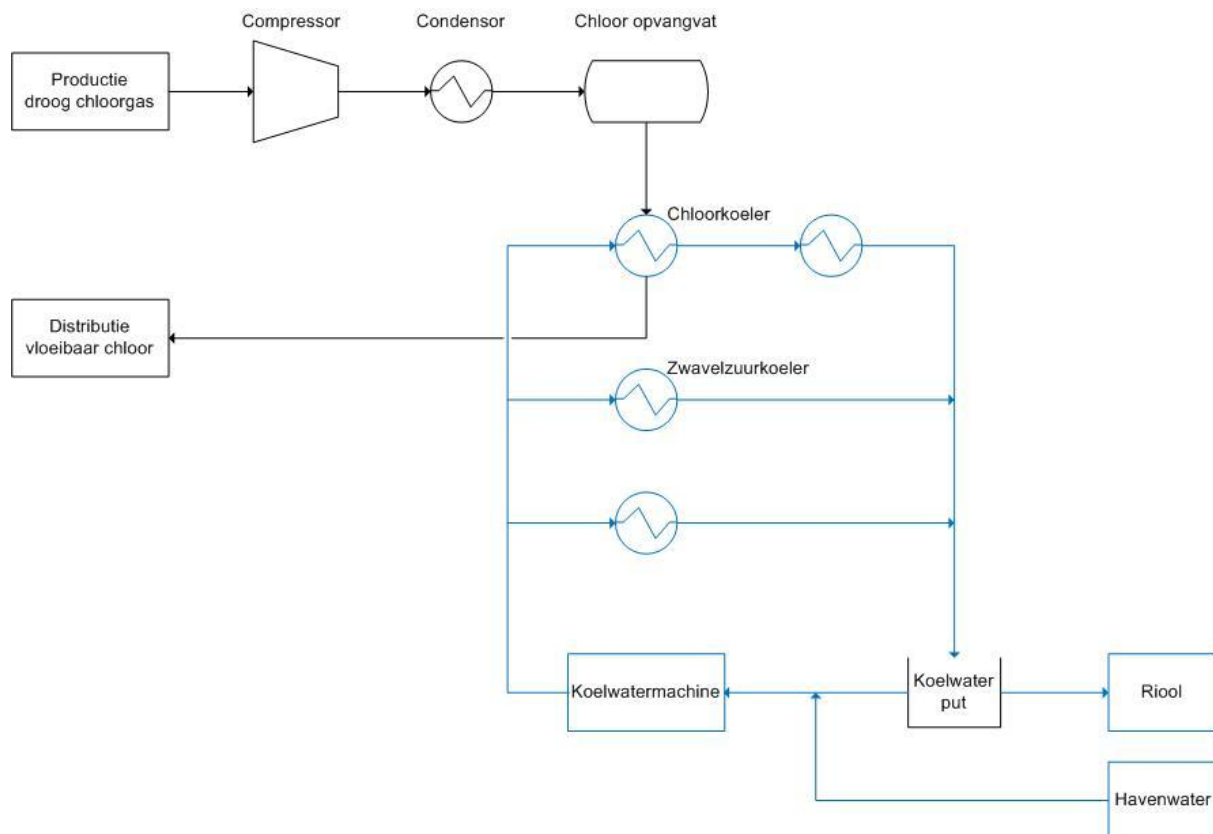 Compressor
Condensor
Chloor opvangvat
Productie
droog chloorgas
Chloorkoeler
Distributie
vloeibaar chloor
Zwavelzuurkoeler
Koelwatermachine
Koelwater
put
Riool
Havenwater